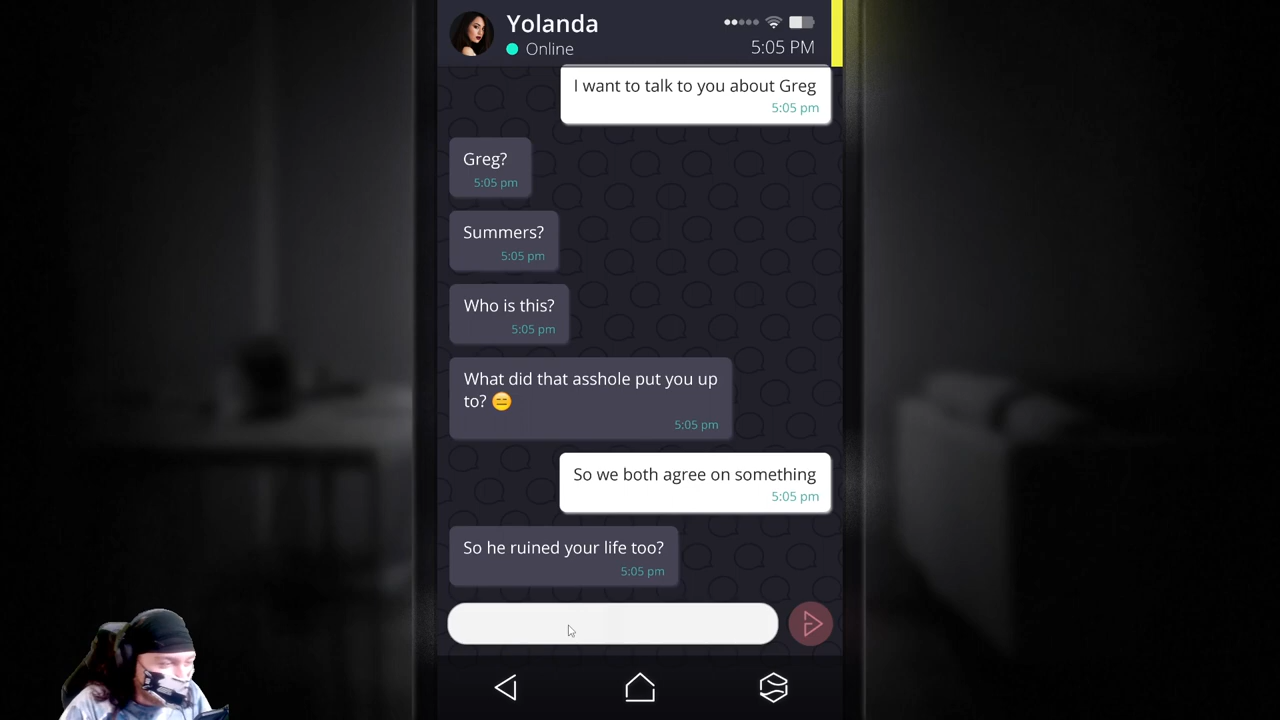 Yolanda
Online
5:05 PM
I want to talk to you about Greg
5:05 pm
Greg?
5:05 pm
Summers?
5:05 pm
Who is this?
5:05 pm
What did that asshole put you up
to? 😑
5:05 pm
So we both agree on something
5:05 pm
So he ruined your life too?
5:05 pm